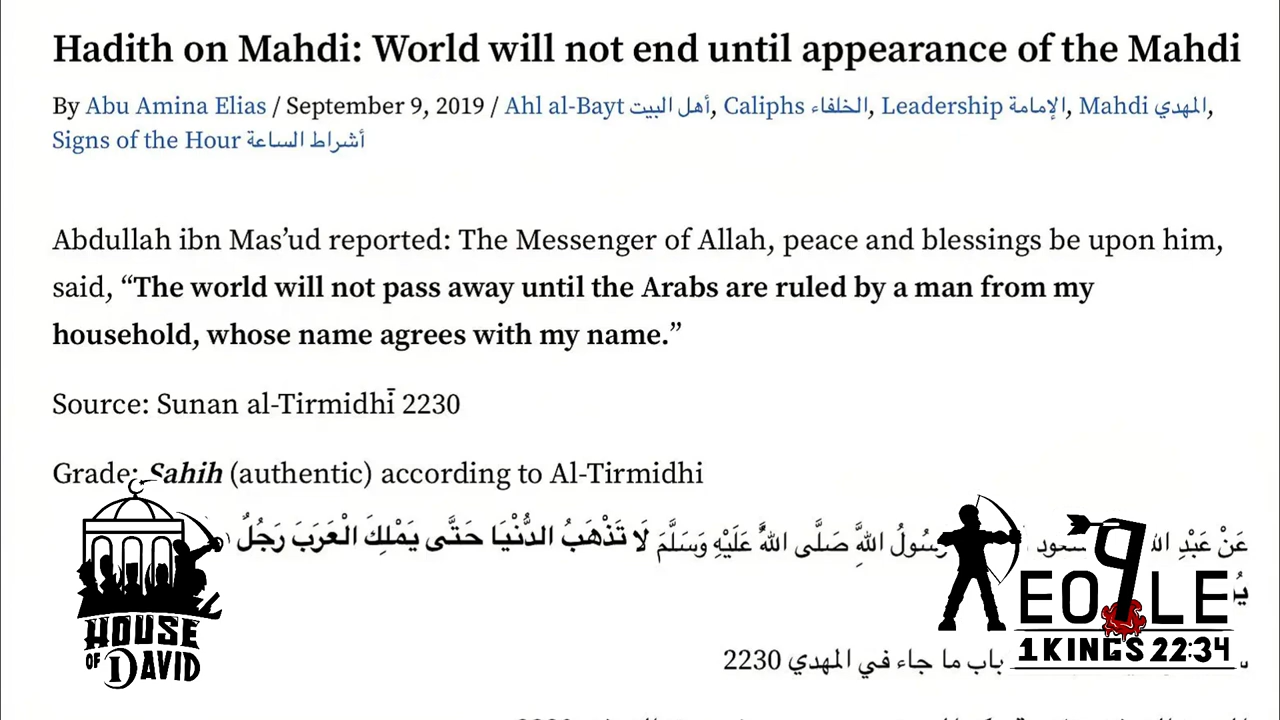 Hadith on Mahdi: World will not end until appearance of the Mahdi
By Abu Amina Elias / September 9, 2019 / Ahl al-Bayt أهل البيت, Caliphs الخلفاء, Leadership الإمامة, Mahdi المهدي,
Signs of the Hour أشراط الساعة
Abdullah ibn Mas’ud reported: The Messenger of Allah, peace and blessings be upon him,
said, “The world will not pass away until the Arabs are ruled by a man from my
household, whose name agrees with my name.”
Source: Sunan al-Tirmidhī 2230
Grade: Sahih (authentic) according to Al-Tirmidhi
عَنْ عَبْدِ رَسُولُ اللَّهِ صَلَّى اللَّهُ عَلَيْهِ وَسَلَّمَ لَا تَذْهَبُ الدُّنْيَا حَتَّى يَمْلِكَ الْعَرَبَ رَجُلٌ
2230 باب ما جاء في المهدي
HOUSE
OF DAVID
EOPLE
1 KINGS 22:34